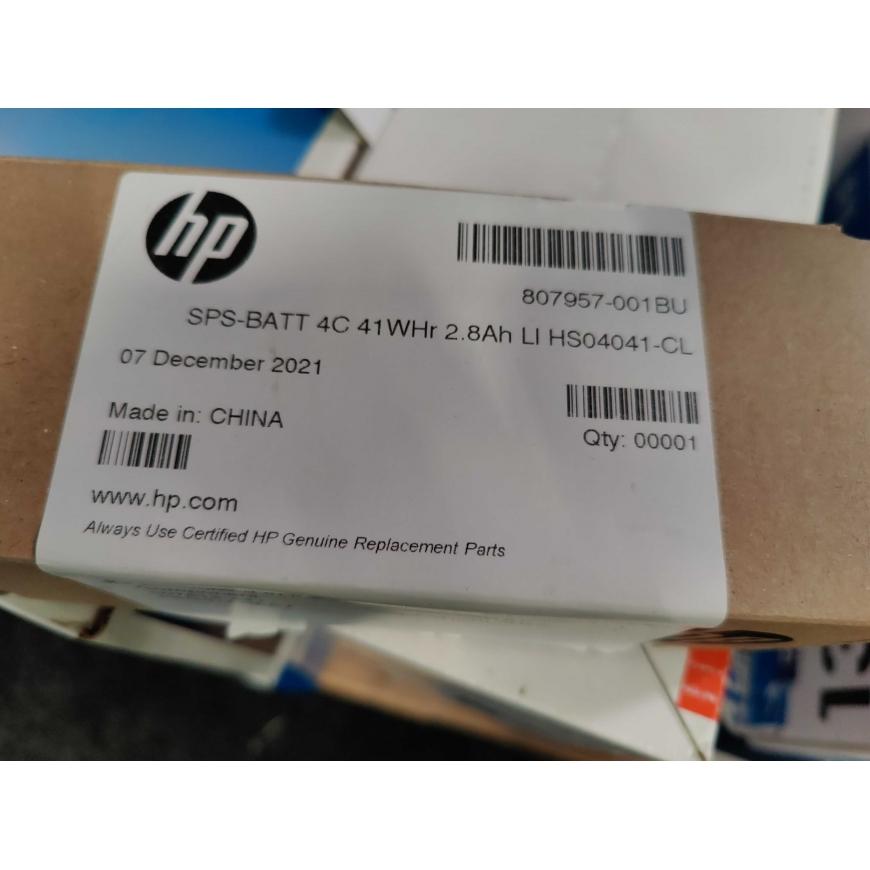 hp
807957-001BU
SPS-BATT 4C 41WHr 2.8Ah LI HS04041-CL
07 December 2021
Made in: CHINA
Qty: 00001
www.hp.com
Always Use Certified HP Genuine Replacement Parts
13